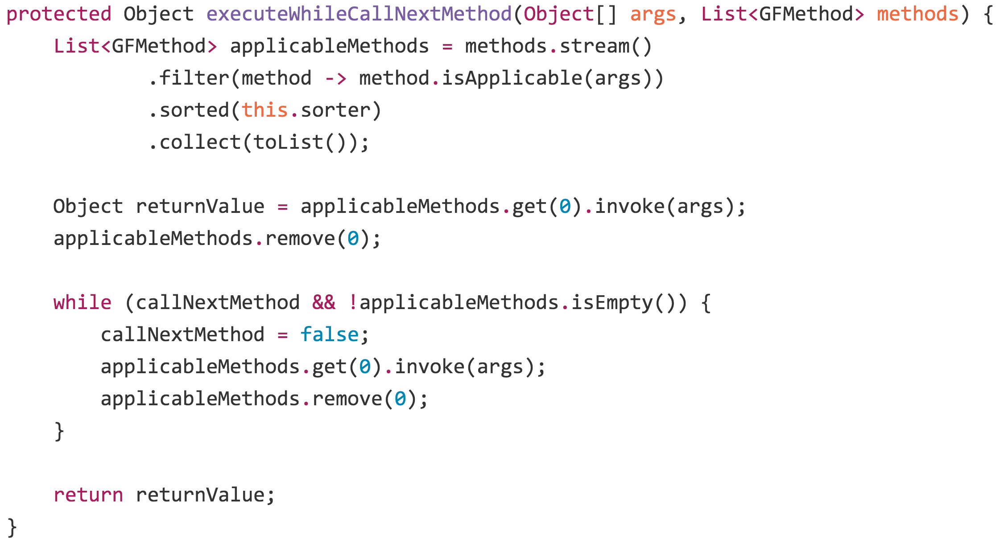 protected Object executeWhileCallNextMethod(Object[] args, List<GFMethod> methods) {
    List<GFMethod> applicableMethods = methods.stream()
            .filter(method -> method.isApplicable(args))
            .sorted(this.sorter)
            .collect(toList());

    Object returnValue = applicableMethods.get(0).invoke(args);
    applicableMethods.remove(0);

    while (callNextMethod && !applicableMethods.isEmpty()) {
        callNextMethod = false;
        applicableMethods.get(0).invoke(args);
        applicableMethods.remove(0);
    }

    return returnValue;
}